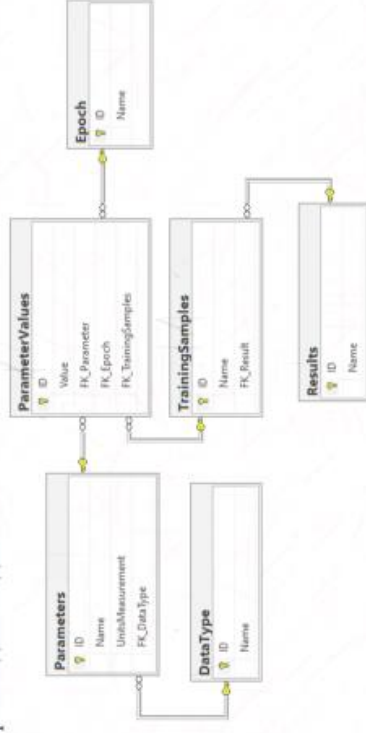 Parameters
ID
Name
UnitsMeasurement
FK_DataType
ParameterValues
ID
Value
FK_Parameter
FK_Epoch
FK_TrainingSamples
Epoch
ID
Name
DataType
ID
Name
TrainingSamples
ID
Name
FK_Result
Results
ID
Name